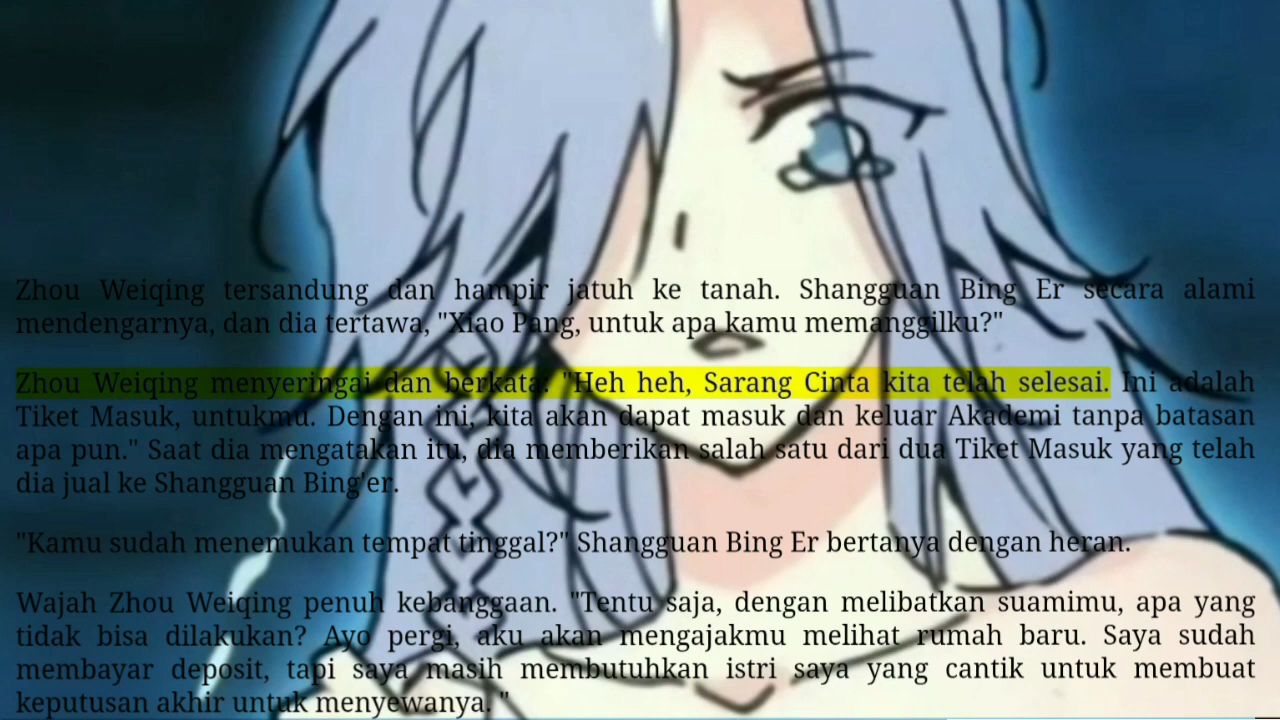 Zhou Weiqing tersandung dan hampir jatuh ke tanah. Shangguan Bing Er secara alami
mendengarnya, dan dia tertawa, "Xiao Pang, untuk apa kamu memanggilku?"
Zhou Weiqing menyeringai dan berkata: "Heh heh, Sarang Cinta kita telah selesai. Ini adalah
Tiket Masuk, untukmu. Dengan ini, kita akan dapat masuk dan keluar Akademi tanpa batasan
apa pun." Saat dia mengatakan itu, dia memberikan salah satu dari dua Tiket Masuk yang telah
dia jual ke Shangguan Bing'er.
"Kamu sudah menemukan tempat tinggal?" Shangguan Bing Er bertanya dengan heran.
Wajah Zhou Weiqing penuh kebanggaan. "Tentu saja, dengan melibatkan suamimu, apa yang
tidak bisa dilakukan? Ayo pergi, aku akan mengajakmu melihat rumah baru. Saya sudah
membayar deposit, tapi saya masih membutuhkan istri saya yang cantik untuk membuat
keputusan akhir untuk menyewanya. "